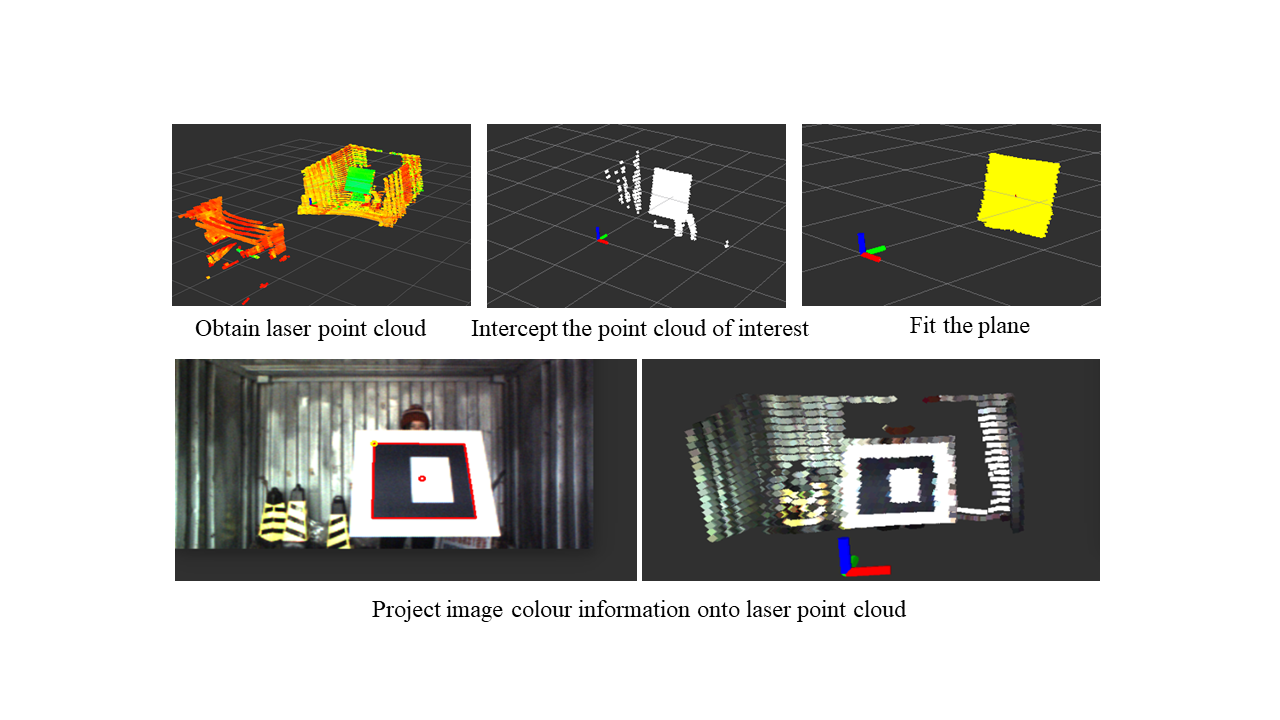 Obtain laser point cloud
Intercept the point cloud of interest
Fit the plane
Project image colour information onto laser point cloud